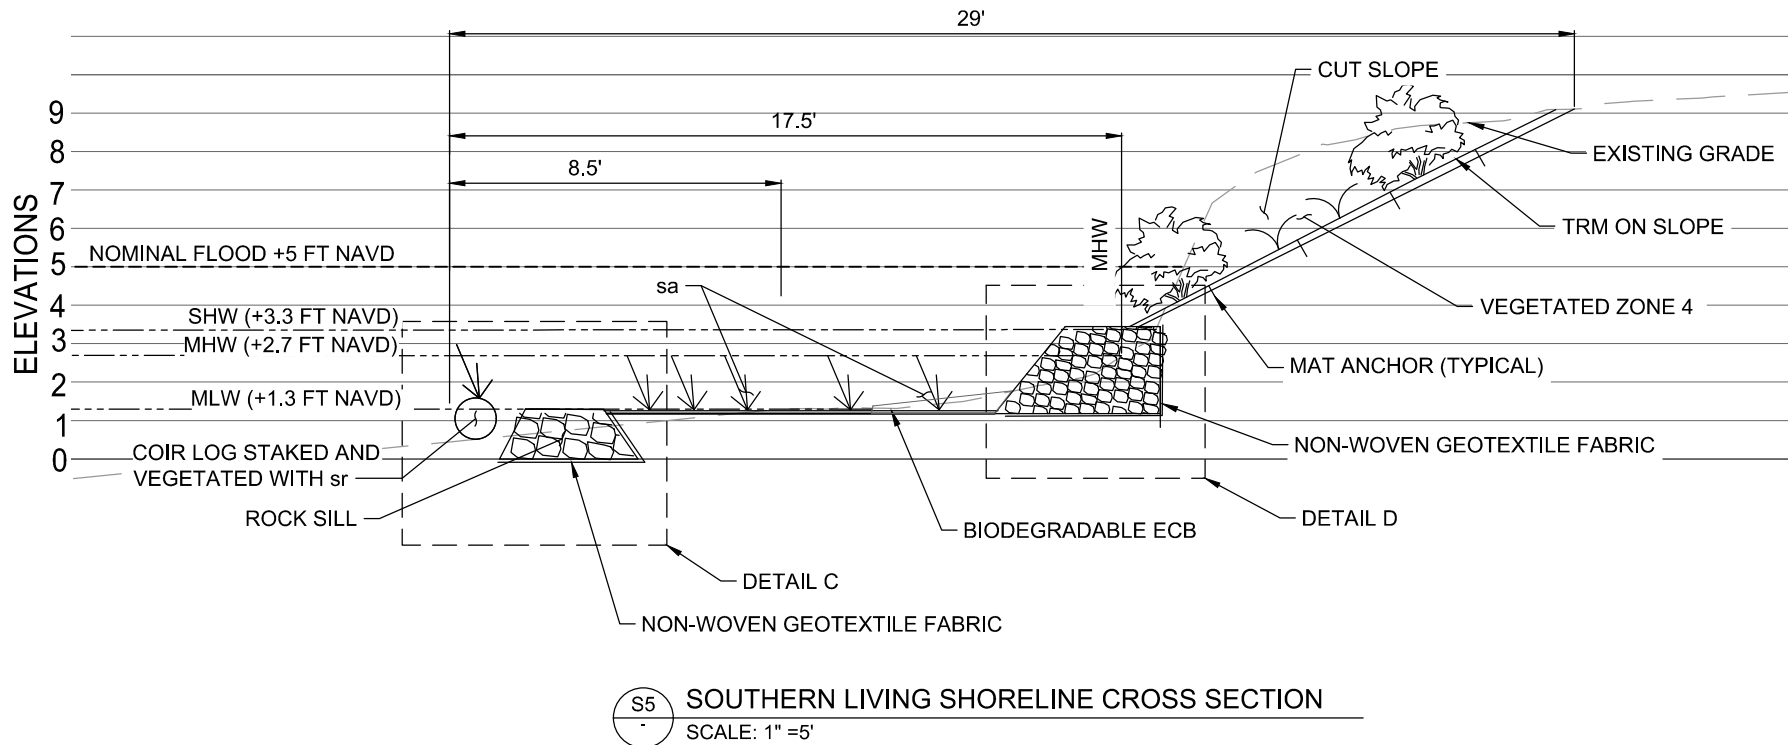 29'
CUT SLOPE
17.5'
9
8
7
6
5
4
3
2
1
0
ELEVATIONS
8.5'
EXISTING GRADE
TRM ON SLOPE
MHW
NOMINAL FLOOD +5 FT NAVD
sa
VEGETATED ZONE 4
SHW (+3.3 FT NAVD)
MHW (+2.7 FT NAVD)
MAT ANCHOR (TYPICAL)
MLW (+1.3 FT NAVD)
COIR LOG STAKED AND
VEGETATED WITH sr
NON-WOVEN GEOTEXTILE FABRIC
ROCK SILL
BIODEGRADABLE ECB
DETAIL D
DETAIL C
NON-WOVEN GEOTEXTILE FABRIC
S5
-
SOUTHERN LIVING SHORELINE CROSS SECTION
SCALE: 1" =5'